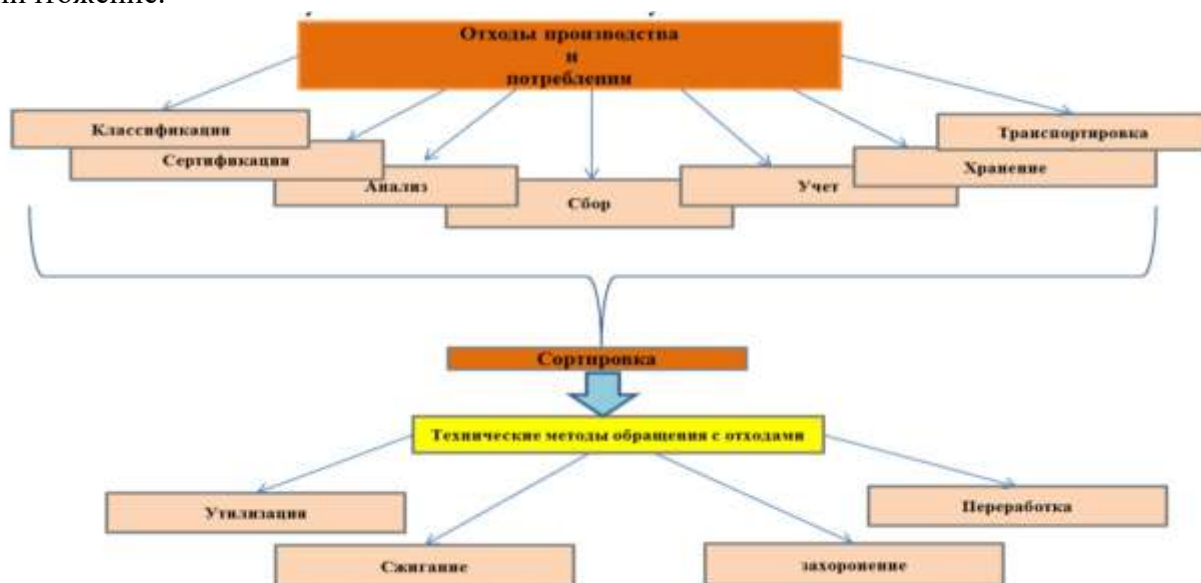 Отходы производства
и
потребления
Классификация
Сертификация
Анализ
Сбор
Учет
Хранение
Транспортировка
Сортировка
Технические методы обращения с отходами
Утилизация
Сжигание
захоронение
Переработка